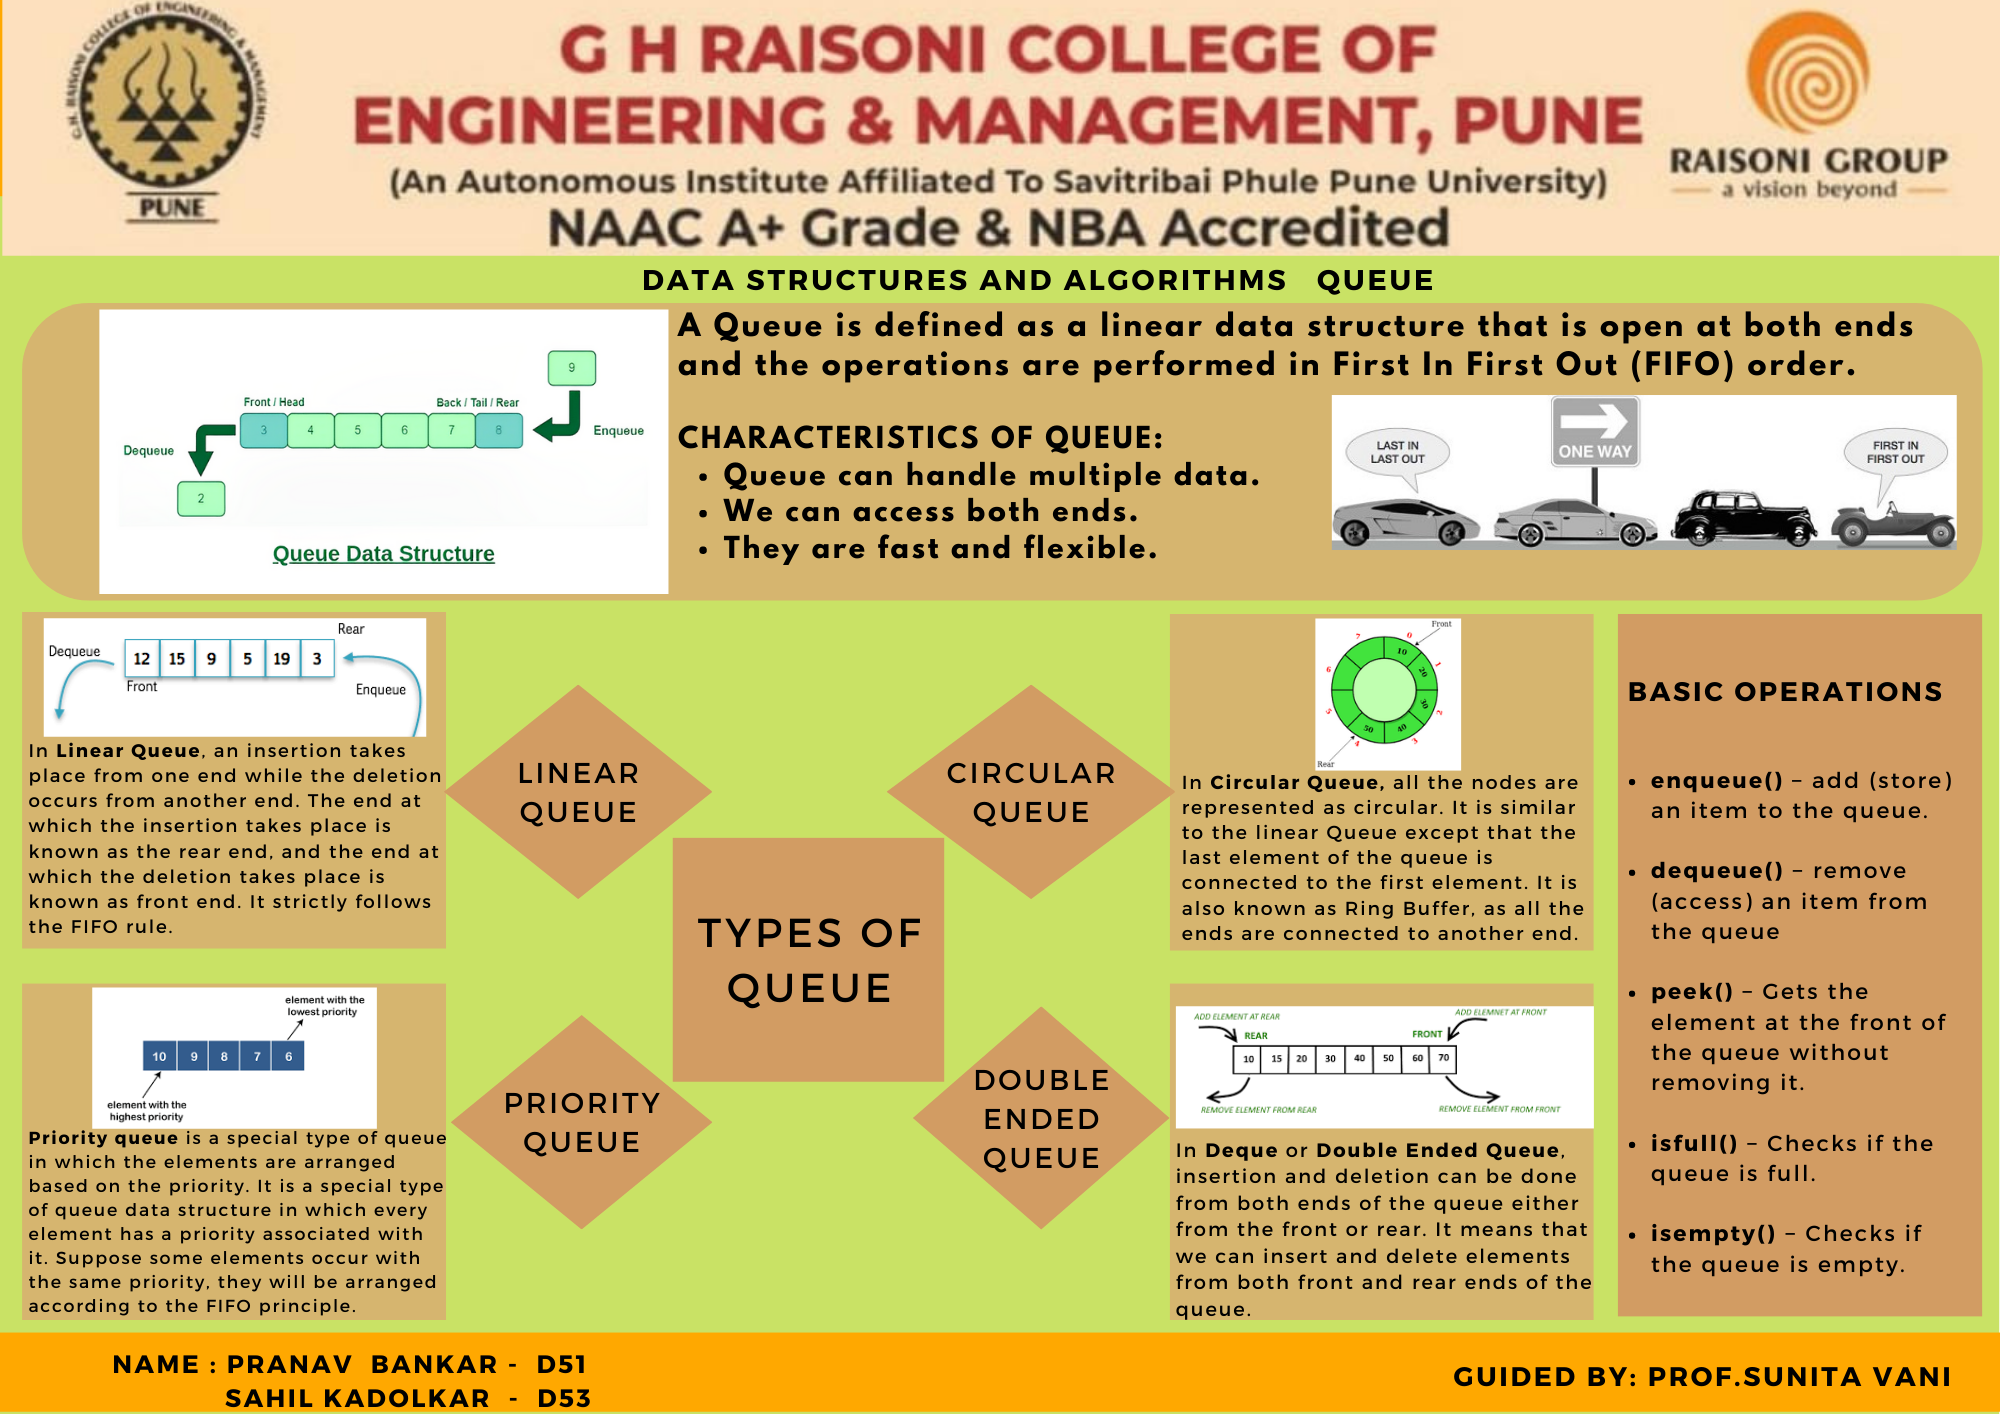 G.H. RAISONI COLLEGE OF ENGINEERING & MANAGEMENT
PUNE
G H RAISONI COLLEGE OF
ENGINEERING & MANAGEMENT, PUNE
(An Autonomous Institute Affiliated To Savitribai Phule Pune University)
NAAC A+ Grade & NBA Accredited
RAISONI GROUP
a vision beyond
DATA STRUCTURES AND ALGORITHMS QUEUE
9
Front / Head
Back / Tail / Rear
3 4 5 6 7 8
Enqueue
Dequeue
2
Queue Data Structure
A Queue is defined as a linear data structure that is open at both ends
and the operations are performed in First In First Out (FIFO) order.
CHARACTERISTICS OF QUEUE:
• Queue can handle multiple data.
• We can access both ends.
• They are fast and flexible.
LAST IN
LAST OUT
ONE WAY
FIRST IN
FIRST OUT
Rear
Dequeue
12 15 9 5 19 3
Front
Enqueue
In Linear Queue, an insertion takes
place from one end while the deletion
occurs from another end. The end at
which the insertion takes place is
known as the rear end, and the end at
which the deletion takes place is
known as front end. It strictly follows
the FIFO rule.
LINEAR
QUEUE
CIRCULAR
QUEUE
TYPES OF
QUEUE
PRIORITY
QUEUE
DOUBLE
ENDED
QUEUE
Front
7 0
10
6 20 1
5 30 2
50 40
4 3
Rear
In Circular Queue, all the nodes are
represented as circular. It is similar
to the linear Queue except that the
last element of the queue is
connected to the first element. It is
also known as Ring Buffer, as all the
ends are connected to another end.
element with the
lowest priority
10 9 8 7 6
element with the
highest priority
Priority queue is a special type of queue
in which the elements are arranged
based on the priority. It is a special type
of queue data structure in which every
element has a priority associated with
it. Suppose some elements occur with
the same priority, they will be arranged
according to the FIFO principle.
ADD ELEMENT AT REAR
ADD ELEMNET AT FRONT
REAR
FRONT
10 15 20 30 40 50 60 70
REMOVE ELEMENT FROM REAR
REMOVE ELEMENT FROM FRONT
In Deque or Double Ended Queue,
insertion and deletion can be done
from both ends of the queue either
from the front or rear. It means that
we can insert and delete elements
from both front and rear ends of the
queue.
BASIC OPERATIONS
• enqueue() – add (store)
an item to the queue.
• dequeue() – remove
(access) an item from
the queue
• peek() – Gets the
element at the front of
the queue without
removing it.
• isfull() – Checks if the
queue is full.
• isempty() – Checks if
the queue is empty.
NAME : PRANAV BANKAR - D51
SAHIL KADOLKAR - D53
GUIDED BY: PROF.SUNITA VANI